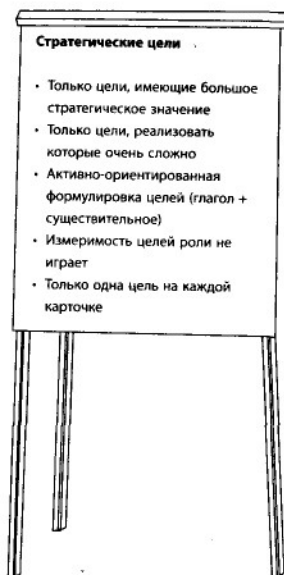 Стратегические цели
• Только цели, имеющие большое
стратегическое значение
• Только цели, реализовать
которые очень сложно
• Активно-ориентированная
формулировка целей (глагол +
существительное)
• Измеримость целей роли не
играет
• Только одна цель на каждой
карточке